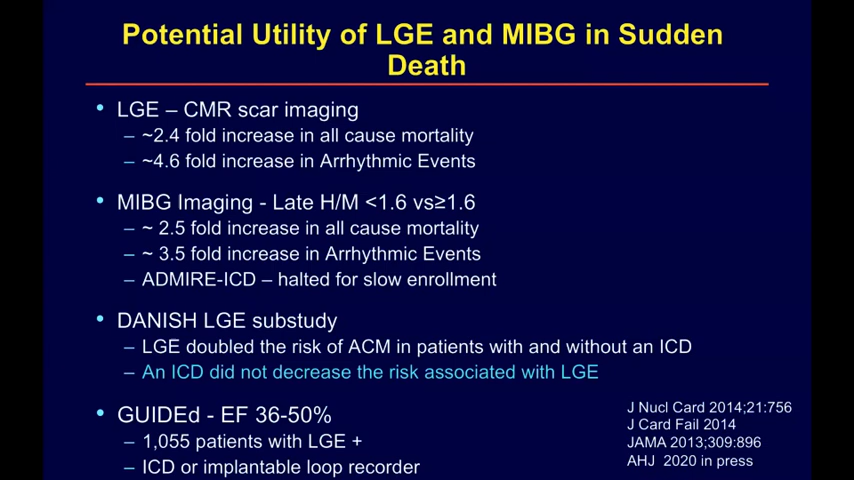 Potential Utility of LGE and MIBG in Sudden
Death
• LGE – CMR scar imaging
– ~2.4 fold increase in all cause mortality
– ~4.6 fold increase in Arrhythmic Events
• MIBG Imaging - Late H/M <1.6 vs≥1.6
– ~ 2.5 fold increase in all cause mortality
– ~ 3.5 fold increase in Arrhythmic Events
– ADMIRE-ICD – halted for slow enrollment
• DANISH LGE substudy
– LGE doubled the risk of ACM in patients with and without an ICD
– An ICD did not decrease the risk associated with LGE
• GUIDEd - EF 36-50%
– 1,055 patients with LGE +
– ICD or implantable loop recorder
J Nucl Card 2014;21:756
J Card Fail 2014
JAMA 2013;309:896
AHJ 2020 in press